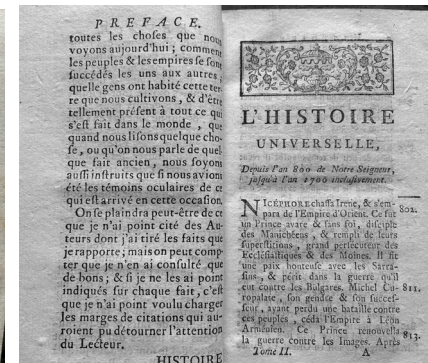 PREFACE.
toutes les choses que nous
voyons aujourd'hui ; comment
les peuples & les empires se sont
succédés les uns aux autres ;
quelle gens ont habité cette ter-
re que nous cultivons, & d'être
tellement présent à tout ce qui
s'est fait dans le monde, que
quand nous lisons quelque cho-
se, ou qu'on nous parle de quel-
que fait ancien, nous soyons
aussi instruits que si nous avions
été les témoins oculaires de ce
qui est arrivé en cette occasion.
On se plaindra peut-être de ce
que je n'ai point cité des Au-
teurs dont j'ai tiré les faits que
je rapporte ; mais on peut comp-
ter que je n'en ai consulté que
de bons ; & si je ne les ai point
indiqués sur chaque fait, c'est
que je n'ai point voulu charger
les marges de citations qui au-
roient pu détourner l'attention
du Lecteur.
HISTOIRE
L'HISTOIRE
UNIVERSELLE,
Depuis l'an 800 de Notre Seigneur,
jusqu'à l'an 1700 inclusivement.
NICÉPHORE chassa Irene, & s'em-
para de l'Empire d'Orient. Ce fut 802.
un Prince avare & sans foi, disciple
des Manichéens, & rempli de leurs
superstitions, grand persécuteur des
Ecclésiastiques & des Moines. Il fit
une paix honteuse avec les Sarra-
sins, & périt dans la guerre qu'il
eut contre les Bulgares. Michel Cu- 811.
ropalate, son gendre & son succes-
seur, ayant perdu une bataille contre
ces peuples, céda l'Empire à Léon
Arménien. Ce Prince renouvella 813.
la guerre contre les Images. Après
Tome II. A